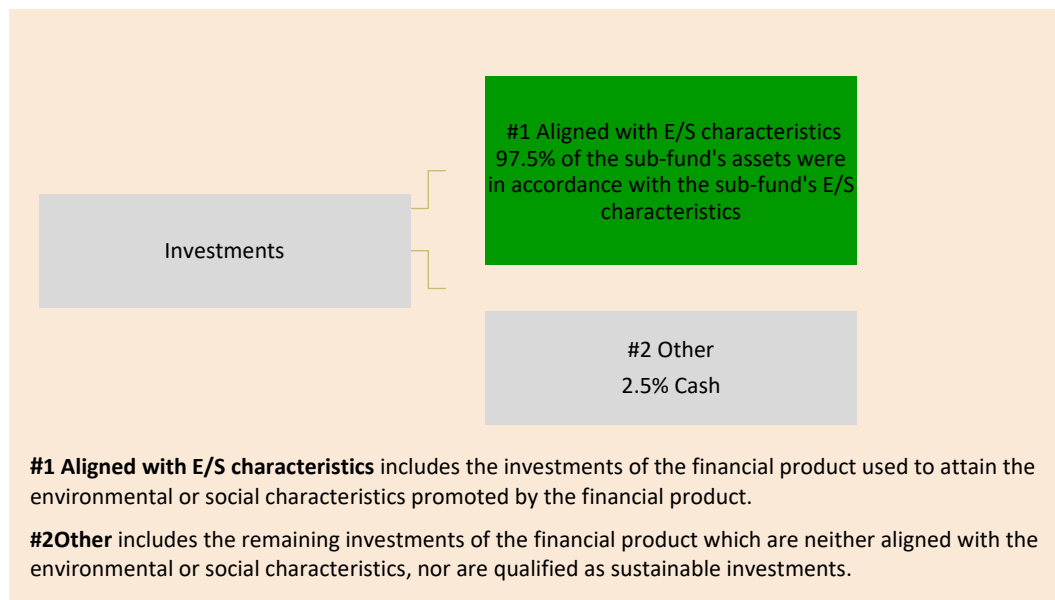 #1 Aligned with E/S characteristics
97.5% of the sub-fund's assets were
in accordance with the sub-fund's E/S
characteristics
Investments
#2 Other
2.5% Cash
#1 Aligned with E/S characteristics includes the investments of the financial product used to attain the
environmental or social characteristics promoted by the financial product.
#2Other includes the remaining investments of the financial product which are neither aligned with the
environmental or social characteristics, nor are qualified as sustainable investments.